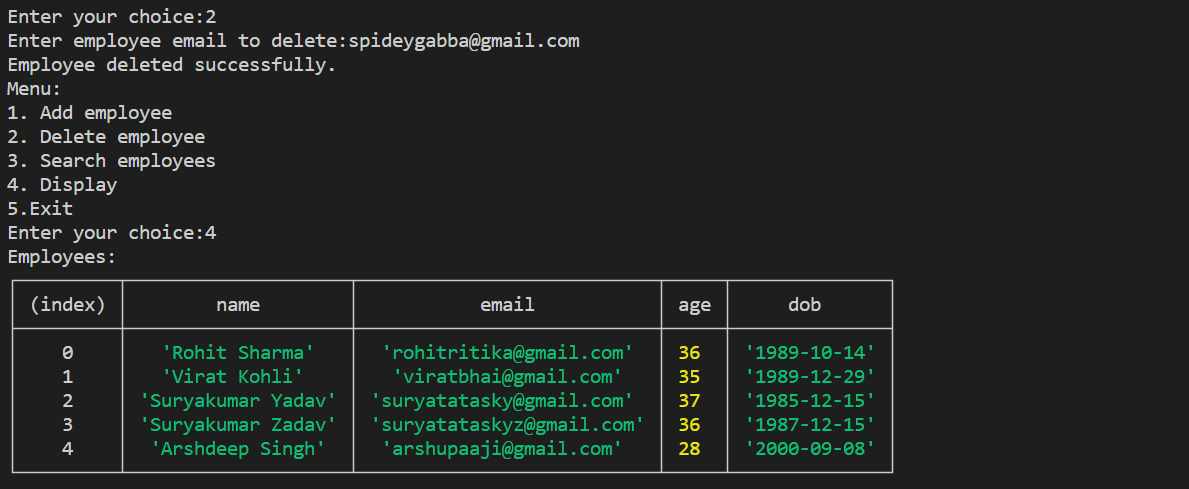 Enter your choice:2
Enter employee email to delete:spideygabba@gmail.com
Employee deleted successfully.
Menu:
1. Add employee
2. Delete employee
3. Search employees
4. Display
5.Exit
Enter your choice:4
Employees:
(index) name email age dob
0 'Rohit Sharma' 'rohitritika@gmail.com' 36 '1989-10-14'
1 'Virat Kohli' 'viratbhai@gmail.com' 35 '1989-12-29'
2 'Suryakumar Yadav' 'suryatatasky@gmail.com' 37 '1985-12-15'
3 'Suryakumar Zadav' 'suryatataskyz@gmail.com' 36 '1987-12-15'
4 'Arshdeep Singh' 'arshupaaji@gmail.com' 28 '2000-09-08'